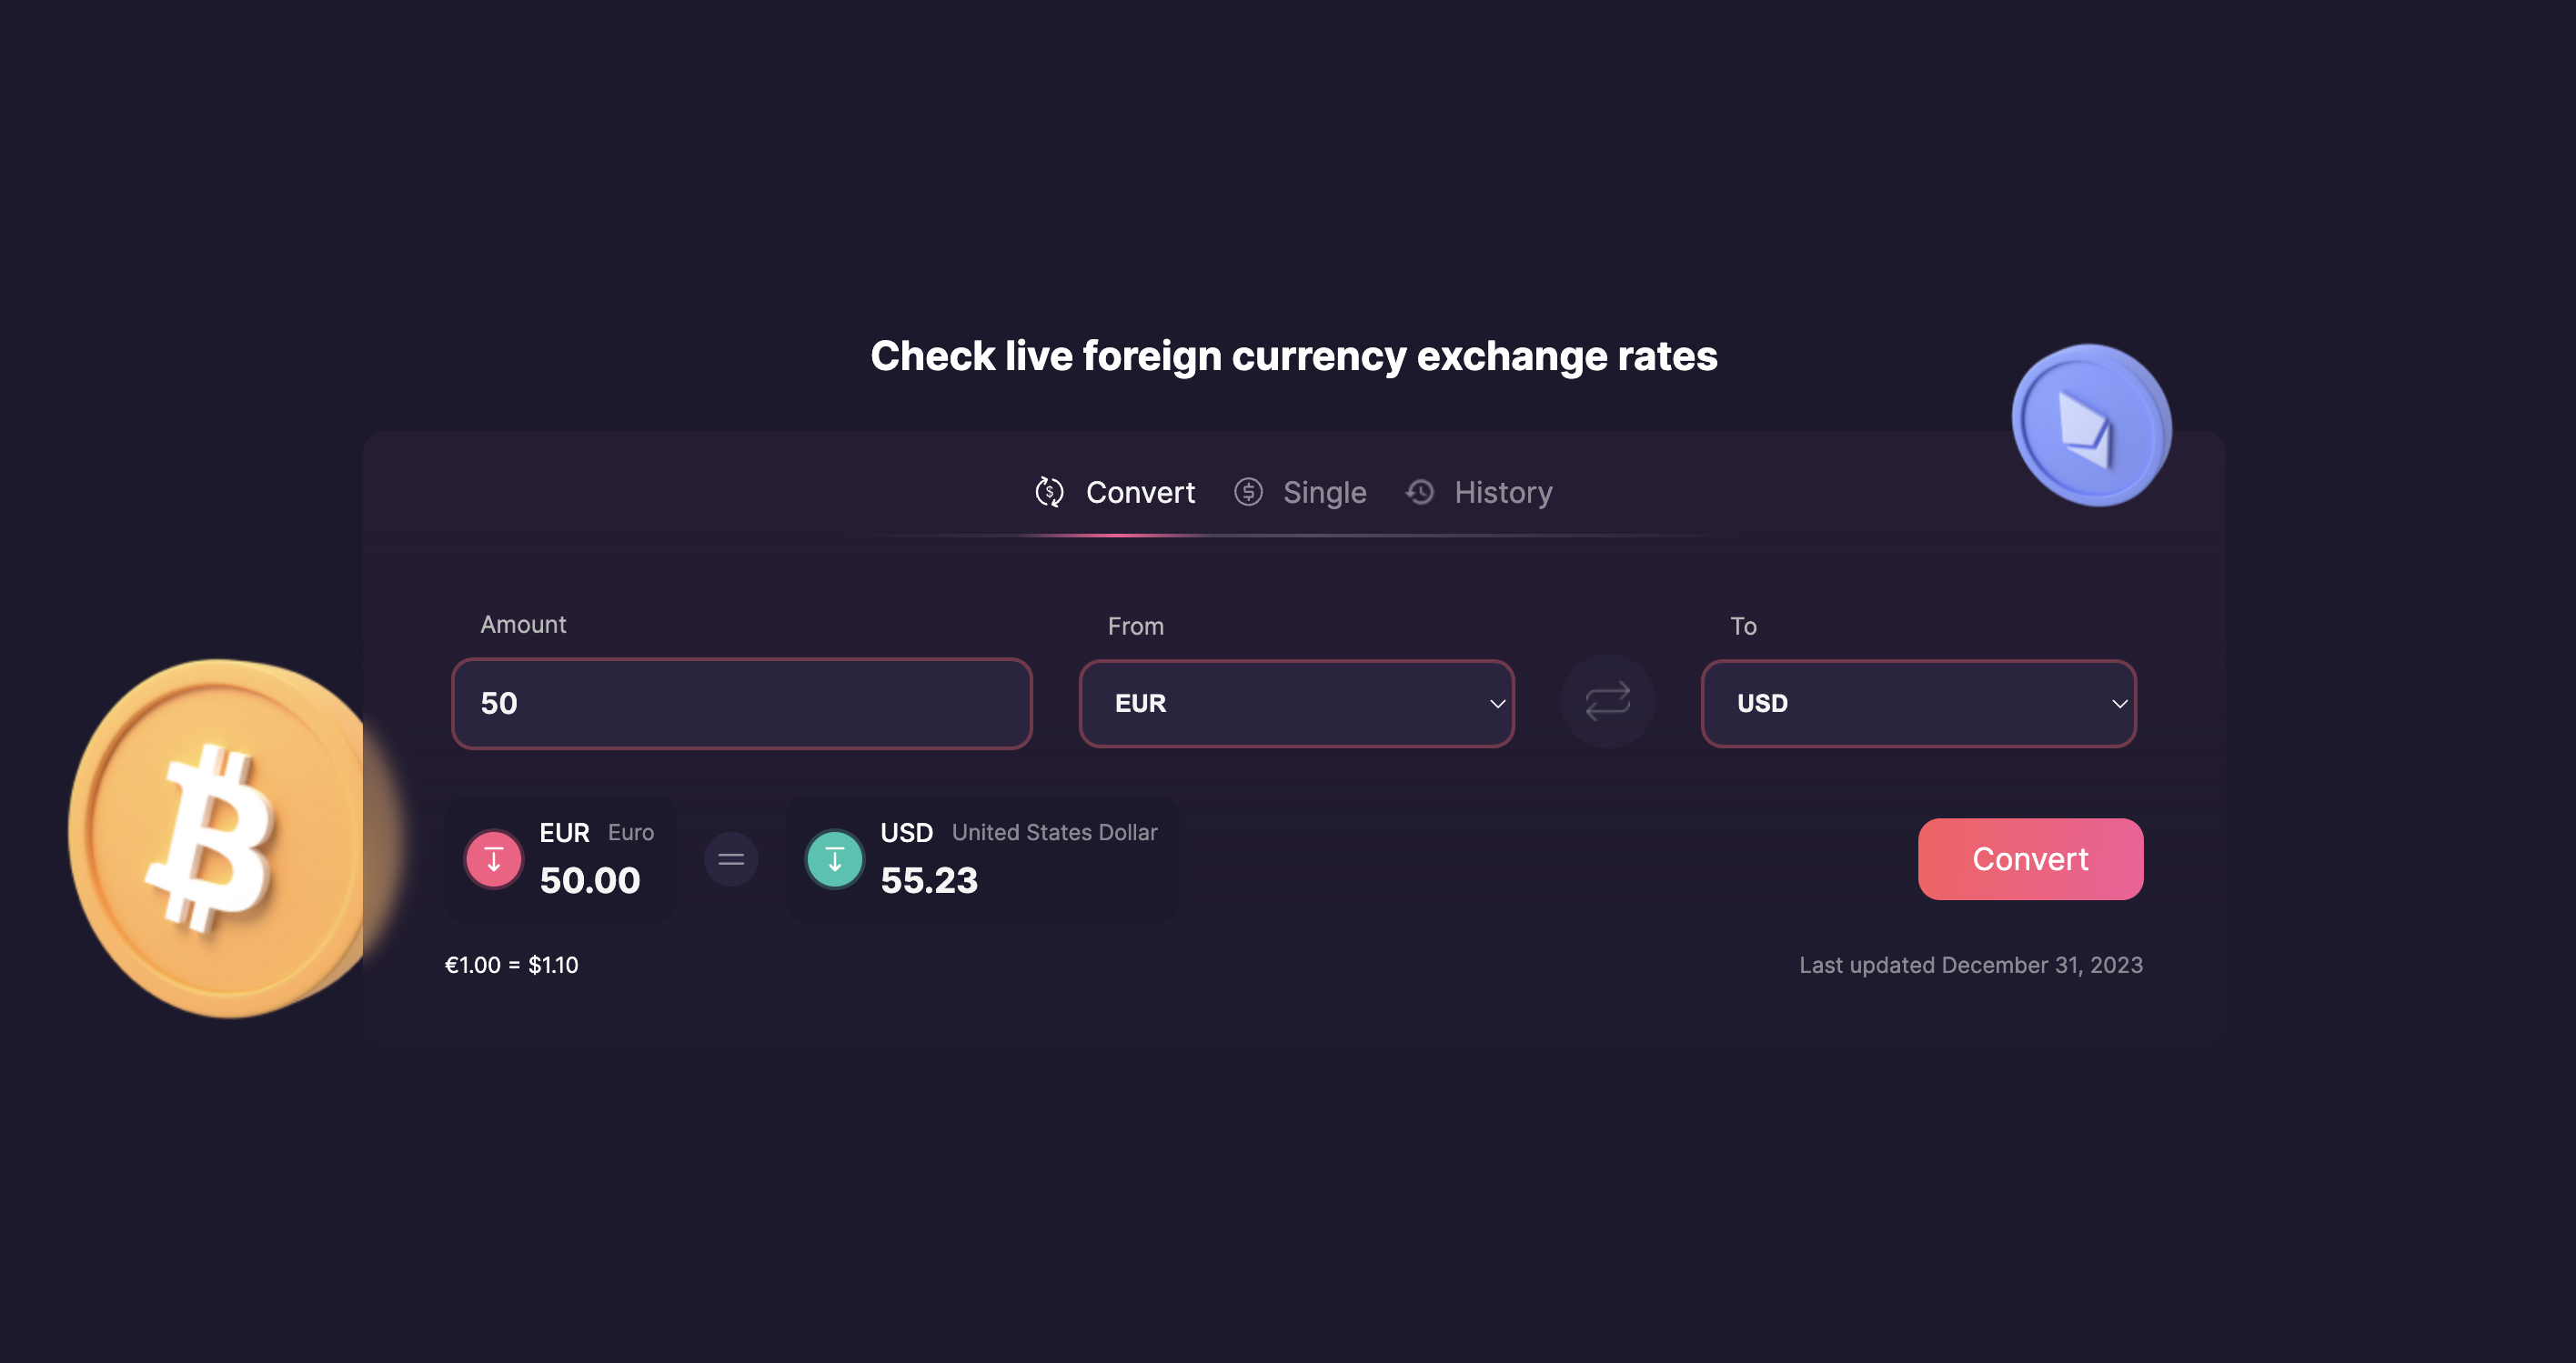 Check live foreign currency exchange rates
Convert Single History
Amount From To
50 EUR USD
EUR Euro USD United States Dollar
50.00 = 55.23
Convert
€1.00 = $1.10 Last updated December 31, 2023